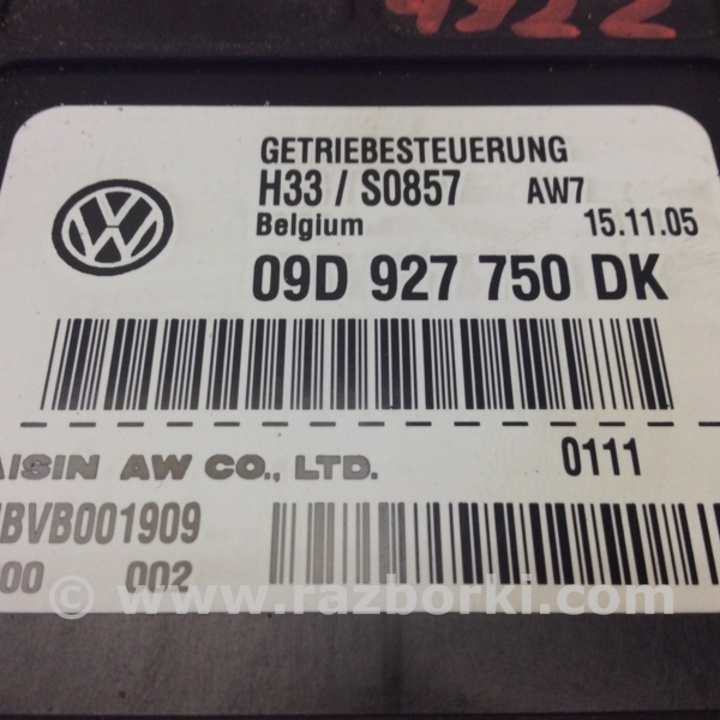 4522
GETRIEBESTEUERUNG
H33 / S0857 AW7
Belgium 15.11.05
09D 927 750 DK
AISIN AW CO., LTD. 0111
BVB001909
00 002
© www.razborki.com